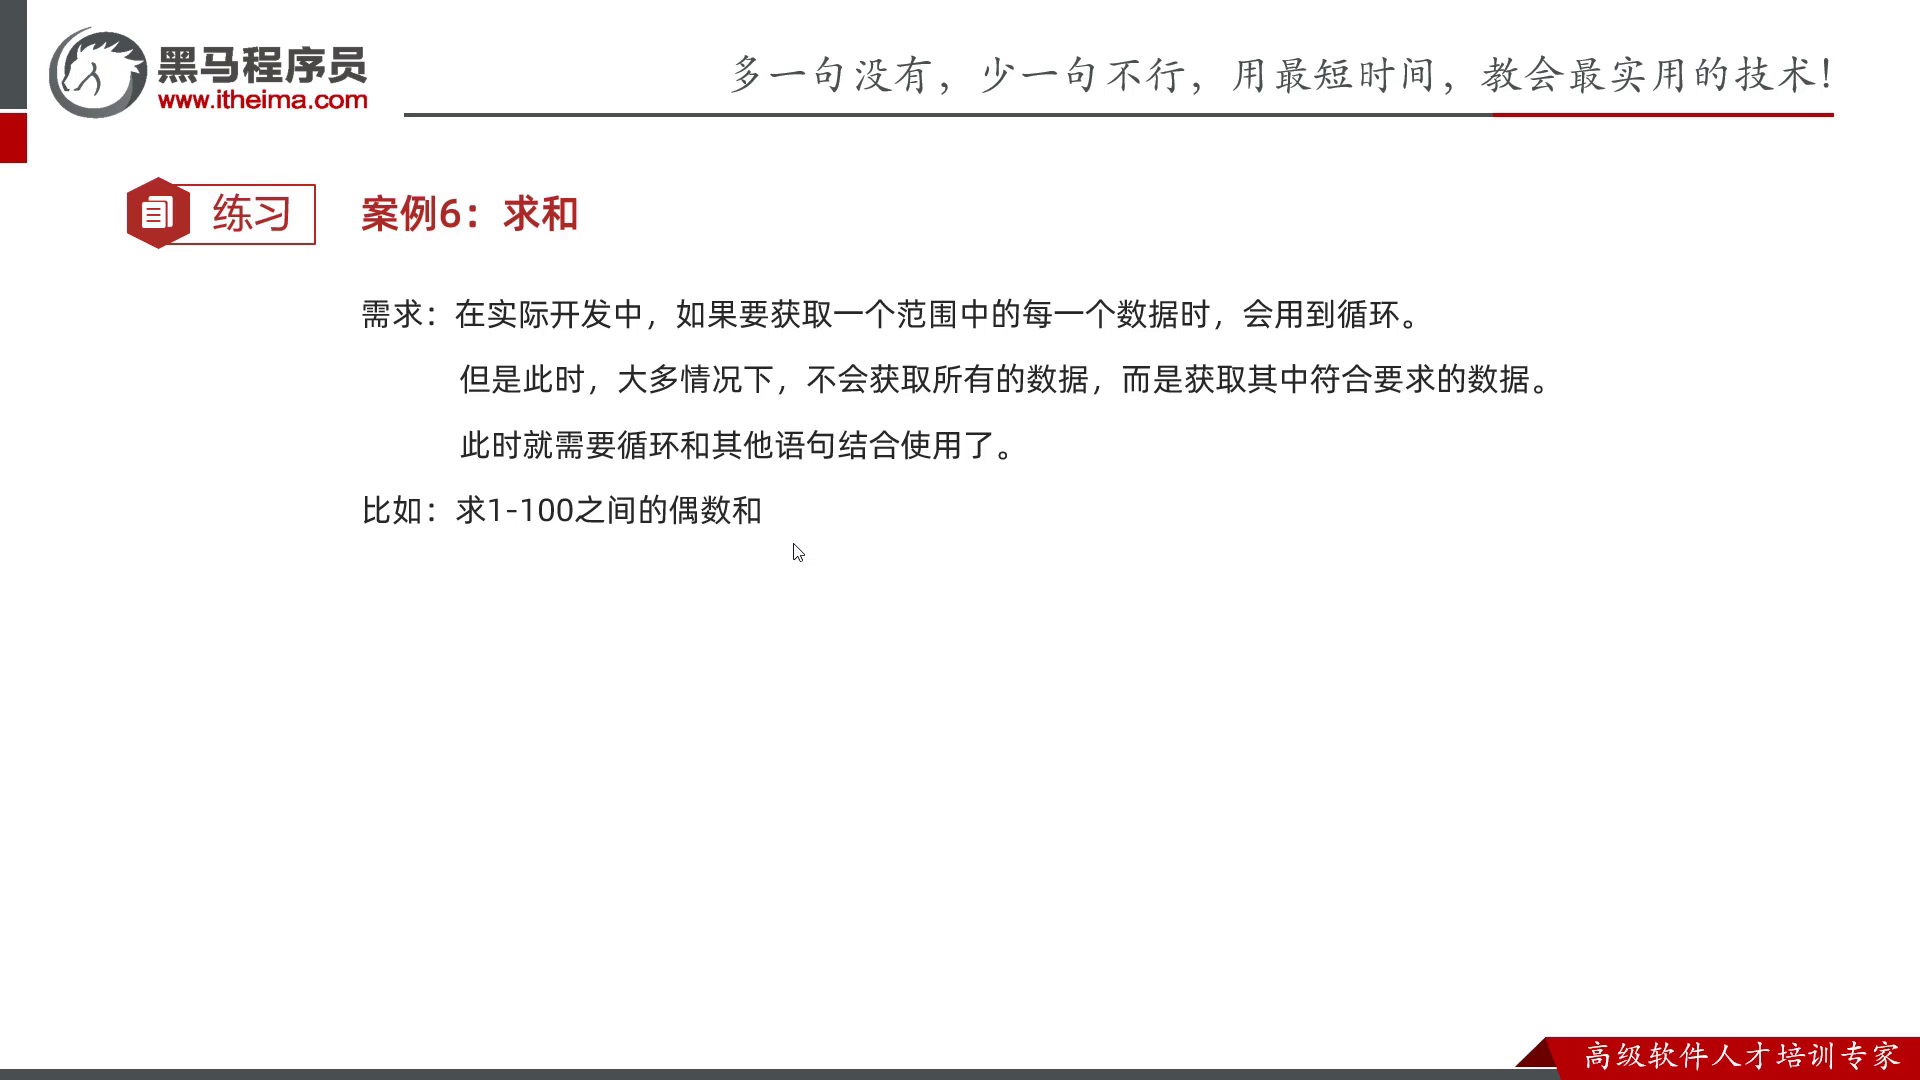 黑马程序员
www.itheima.com
多一句没有，少一句不行，用最短时间，教会最实用的技术！
练习
案例6：求和
需求：在实际开发中，如果要获取一个范围中的每一个数据时，会用到循环。
但是此时，大多情况下，不会获取所有的数据，而是获取其中符合要求的数据。
此时就需要循环和其他语句结合使用了。
比如：求1-100之间的偶数和
高级软件人才培训专家